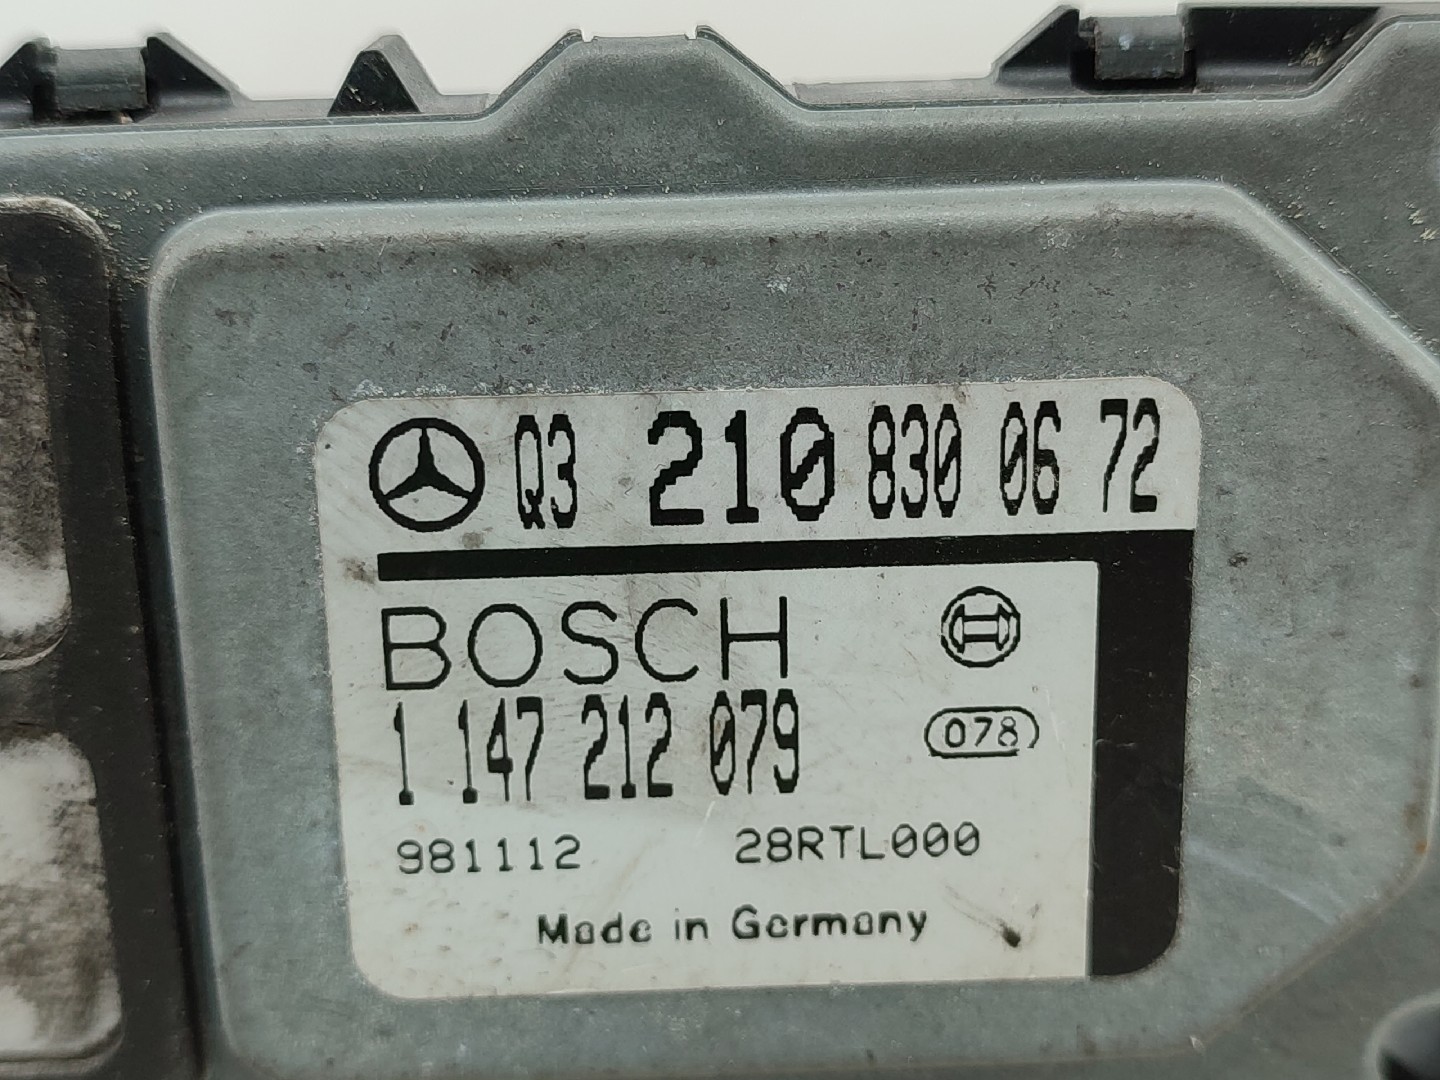 Q3 210 830 06 72
BOSCH
1 147 212 079
078
981112 28RTL000
Made in Germany